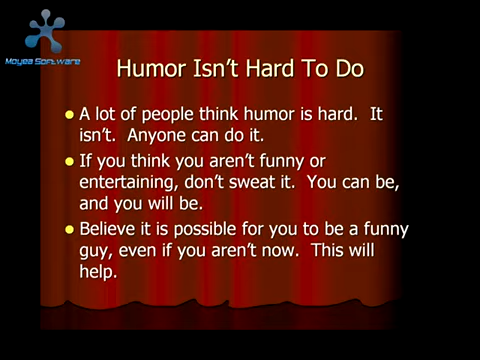 Moyea Software
Humor Isn't Hard To Do
A lot of people think humor is hard. It
isn't. Anyone can do it.
If you think you aren't funny or
entertaining, don't sweat it. You can be,
and you will be.
Believe it is possible for you to be a funny
guy, even if you aren't now. This will
help.